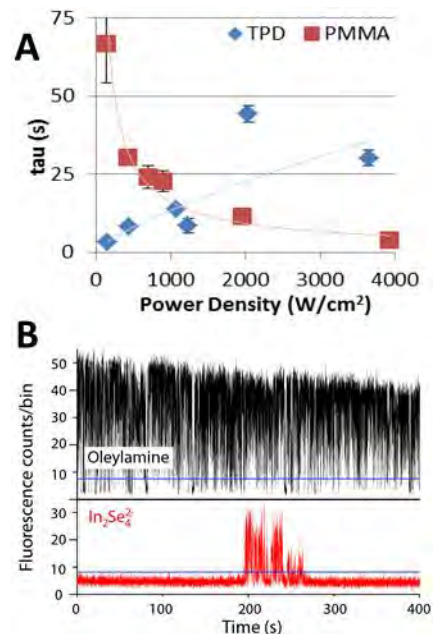 A
TPD PMMA
75
50
25
0
tau (s)
0 1000 2000 3000 4000
Power Density (W/cm²)
B
50
40
30
20
10
Oleylamine
Fluorescence counts/bin
30
20
10
0
In₂Se₄²⁻
0 100 200 300 400
Time (s)